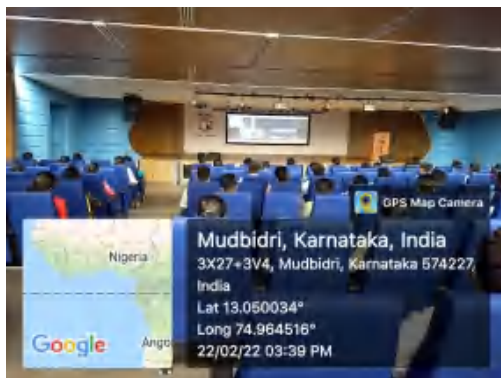 GPS Map Camera
Nigeria
Ango
Google
Mudbidri, Karnataka, India
3X27+3V4, Mudbidri, Karnataka 574227,
India
Lat 13.050034°
Long 74.964516°
22/02/22 03:39 PM